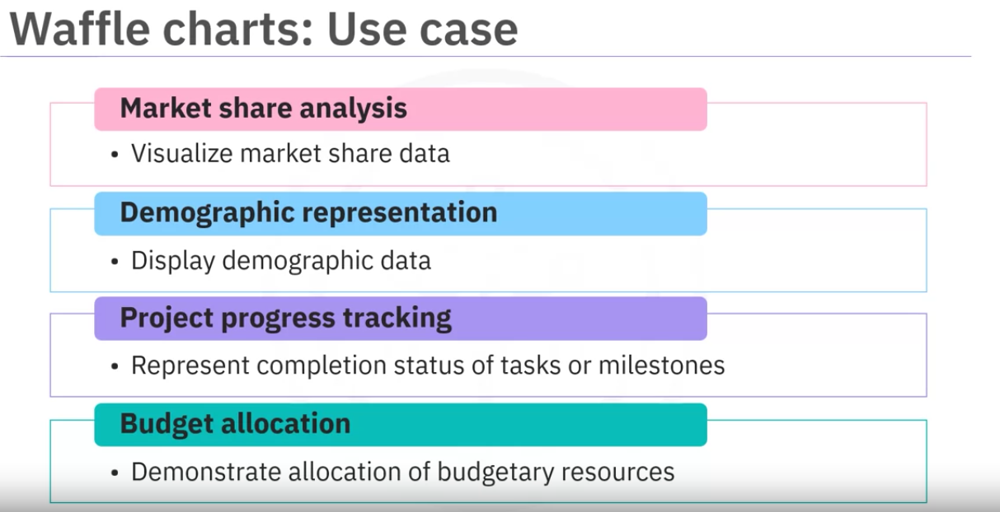 Waffle charts: Use case
Market share analysis
• Visualize market share data
Demographic representation
• Display demographic data
Project progress tracking
• Represent completion status of tasks or milestones
Budget allocation
• Demonstrate allocation of budgetary resources